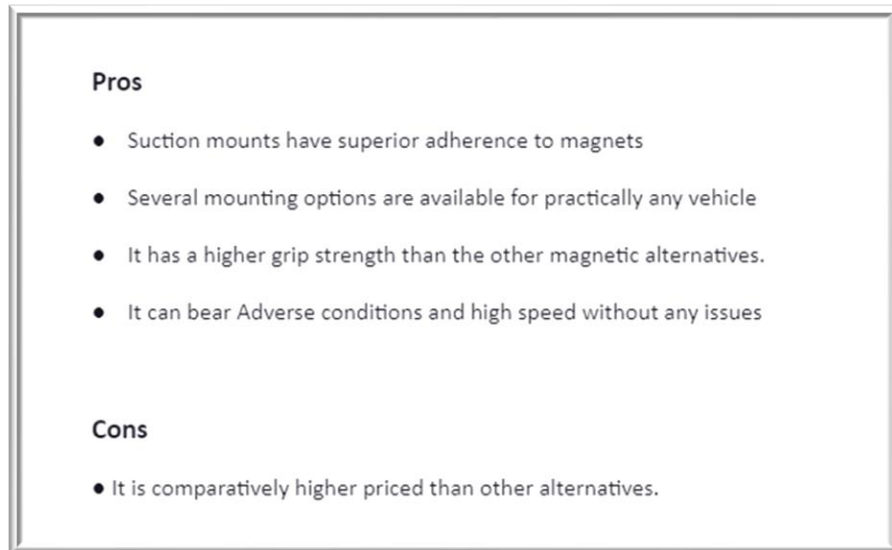 Pros
● Suction mounts have superior adherence to magnets
● Several mounting options are available for practically any vehicle
● It has a higher grip strength than the other magnetic alternatives.
● It can bear Adverse conditions and high speed without any issues
Cons
● It is comparatively higher priced than other alternatives.